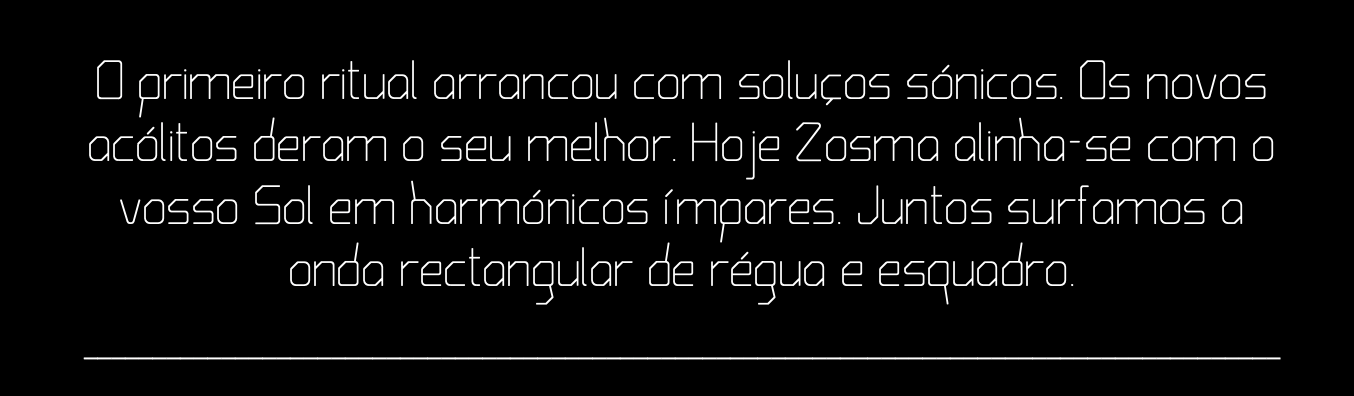 O primeiro ritual arrancou com soluços sónicos. Os novos
acólitos deram o seu melhor. Hoje Zosma alinha-se com o
vosso Sol em harmónicos ímpares. Juntos surfamos a
onda rectangular de régua e esquadro.